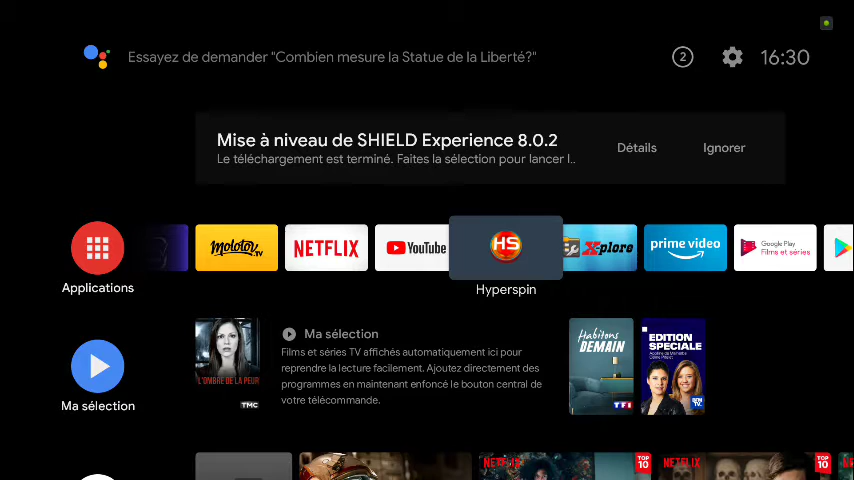 Essayez de demander "Combien mesure la Statue de la Liberté?"
2
16:30
Mise à niveau de SHIELD Experience 8.0.2
Le téléchargement est terminé. Faites la sélection pour lancer l..
Détails
Ignorer
molotov.TV
NETFLIX
YouTube
HS
X-plore
prime video
Google Play
Films et séries
Applications
Hyperspin
L'OMBRE DE LA PEUR
TMC
Ma sélection
Films et séries TV affichés automatiquement ici pour
reprendre la lecture facilement. Ajoutez directement des
programmes en maintenant enfoncé le bouton central de
votre télécommande.
Habitons
DEMAIN
TF1
EDITION
SPECIALE
BFM
TV.
Ma sélection
NETFLIX
TOP
10
NETFLIX
TOP
10